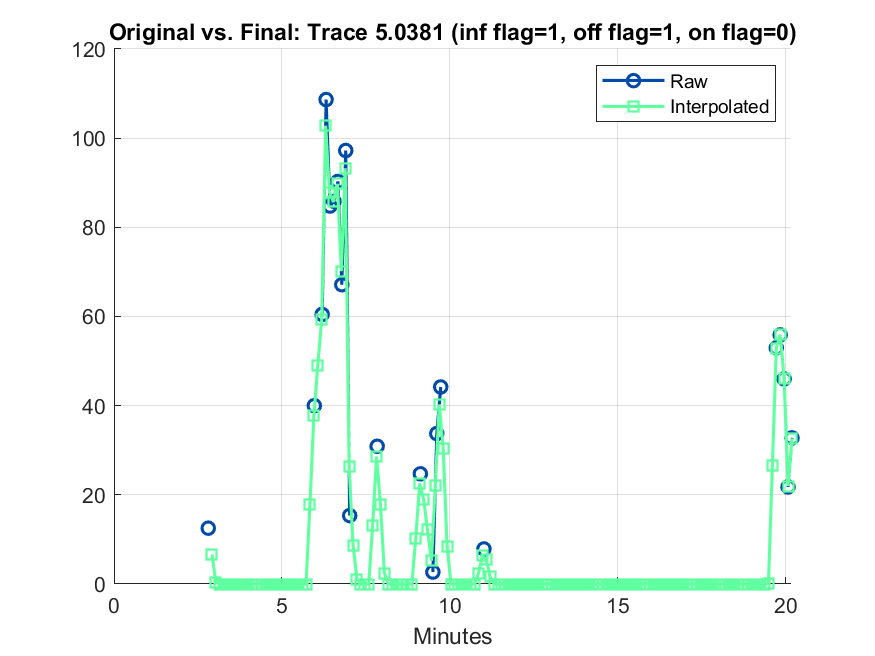 Original vs. Final: Trace 5.0381 (inf flag=1, off flag=1, on flag=0)
120
100
80
60
40
20
0
Raw
Interpolated
0 5 10 15 20
Minutes